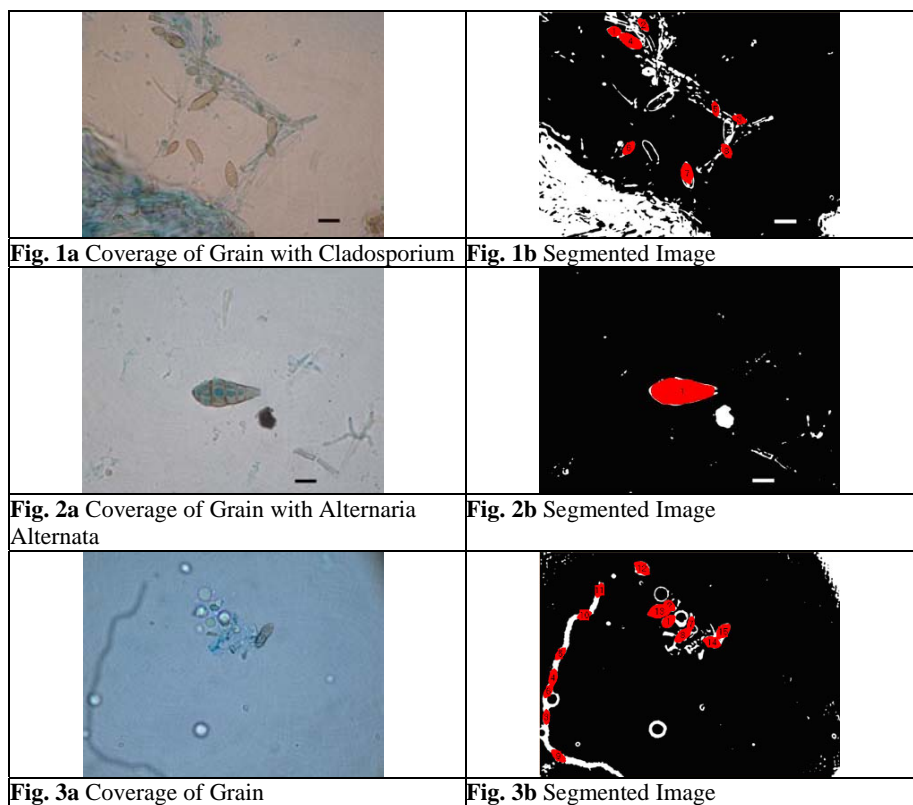 Fig. 1a Coverage of Grain with Cladosporium
Fig. 1b Segmented Image
Fig. 2a Coverage of Grain with Alternaria
Alternata
Fig. 2b Segmented Image
Fig. 3a Coverage of Grain
Fig. 3b Segmented Image